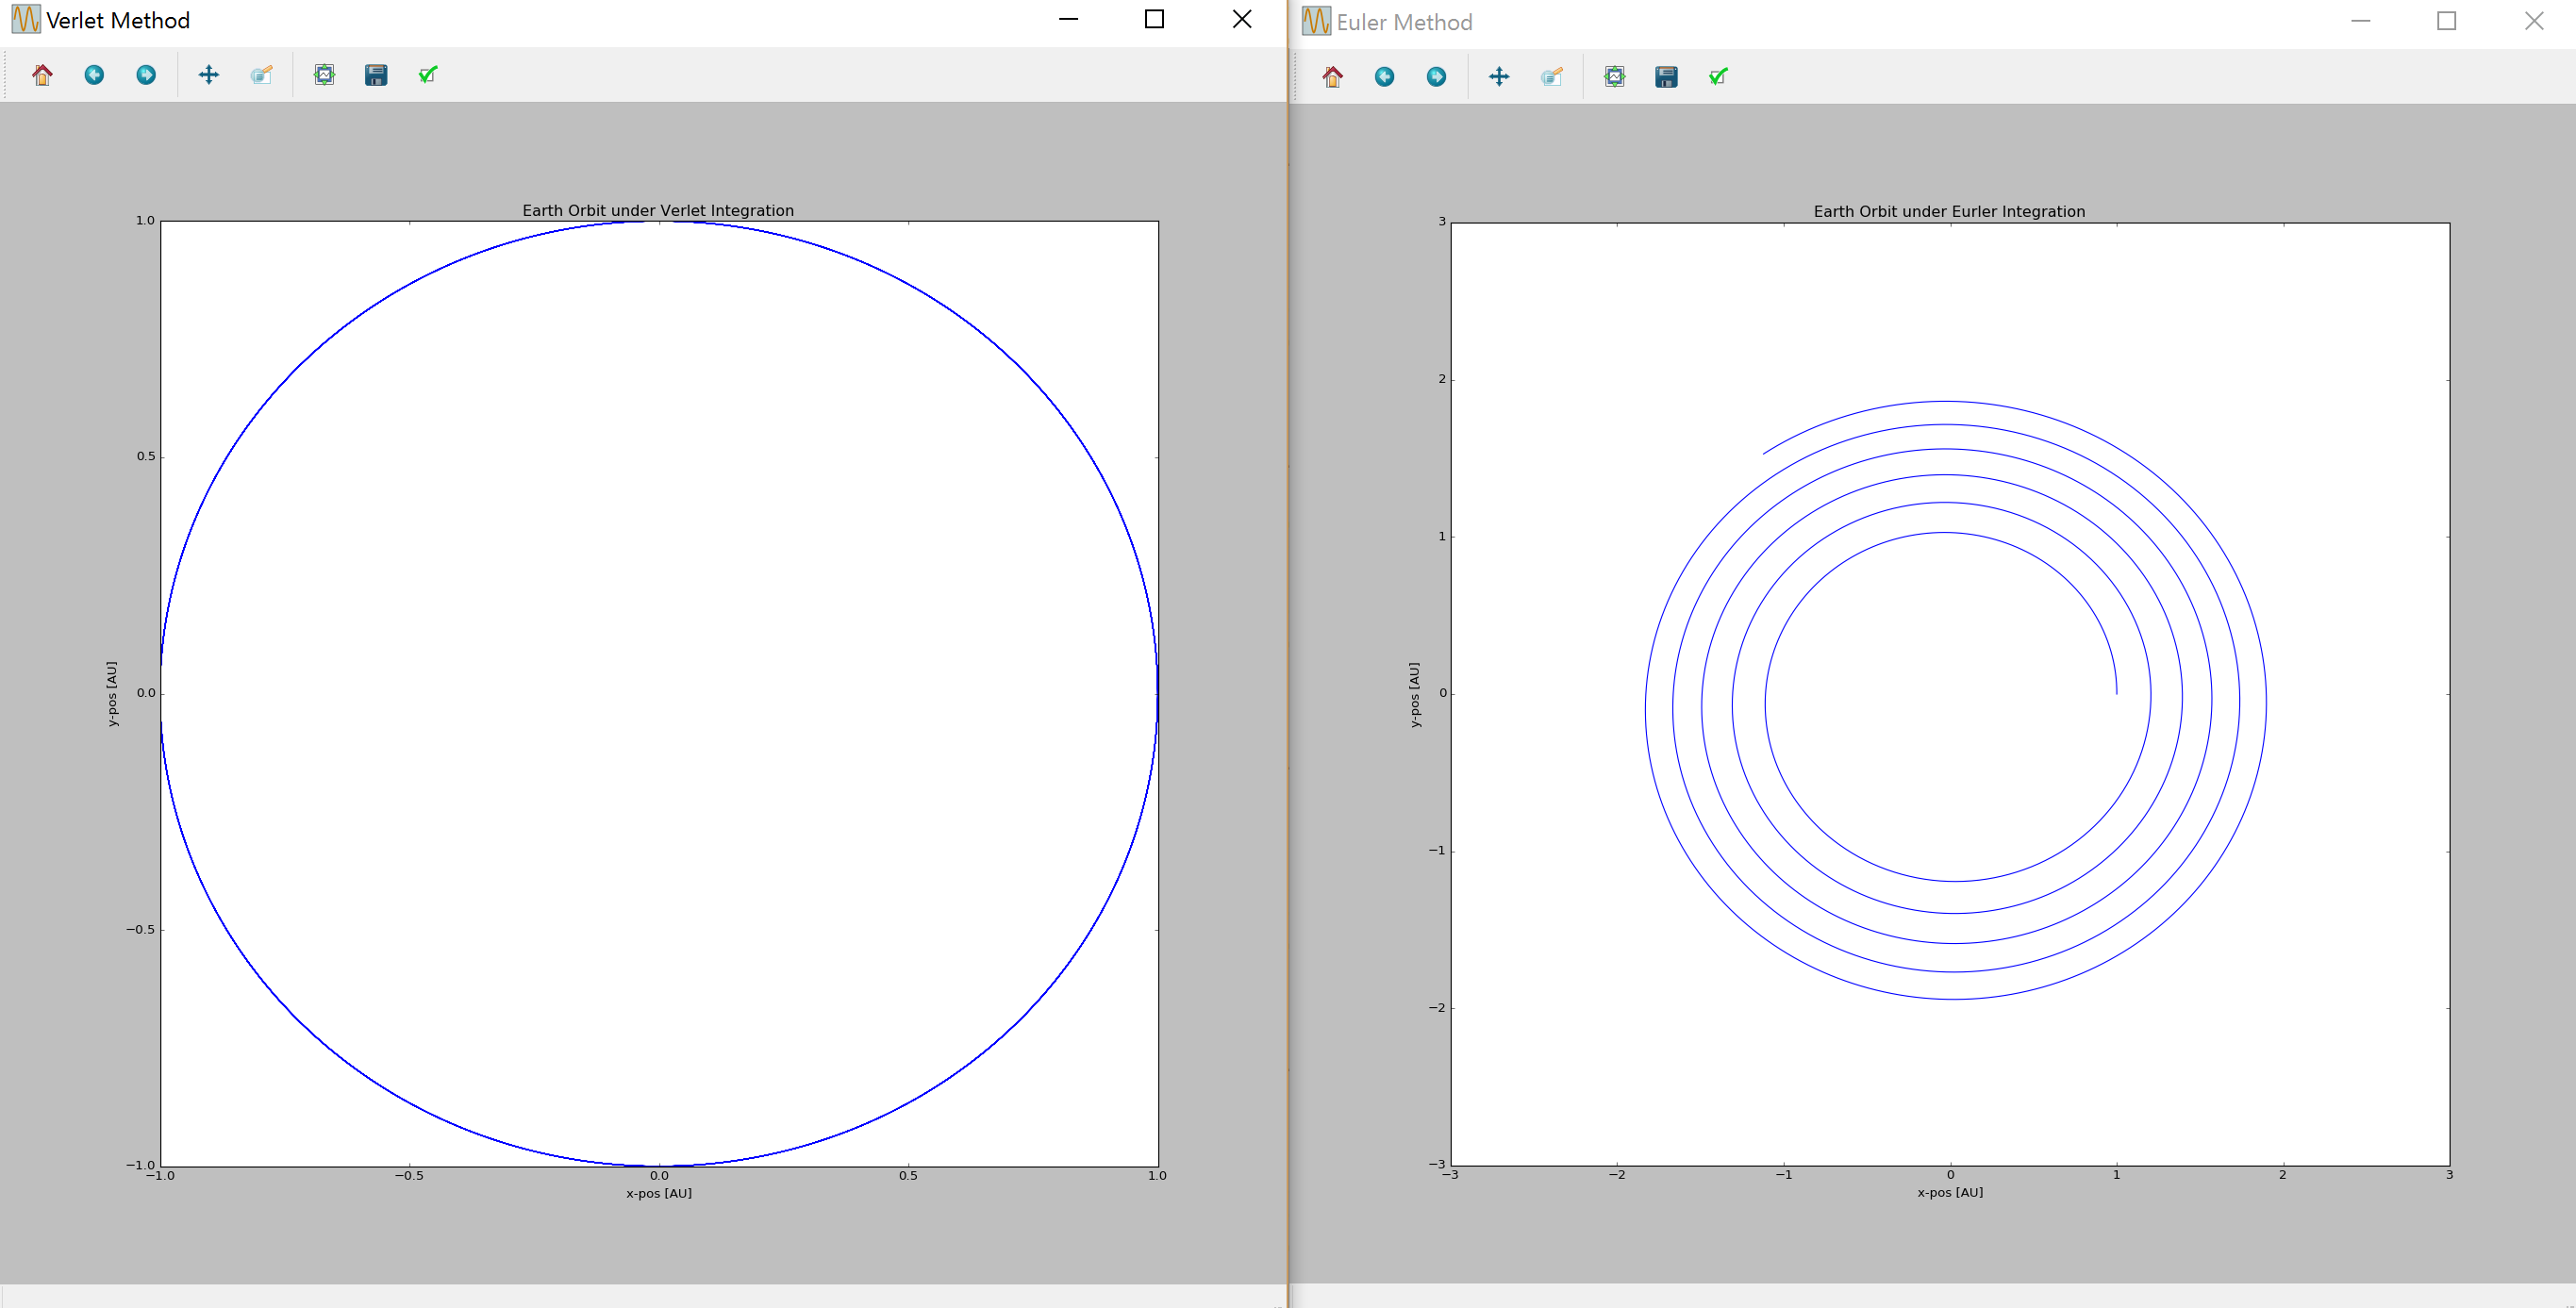 Verlet Method
Earth Orbit under Verlet Integration
1.0
0.5
0.0
−0.5
−1.0
y-pos [AU]
−1.0 −0.5 0.0 0.5 1.0
x-pos [AU]
Euler Method
Earth Orbit under Eurler Integration
3
2
1
0
−1
−2
−3
y-pos [AU]
−3 −2 −1 0 1 2 3
x-pos [AU]